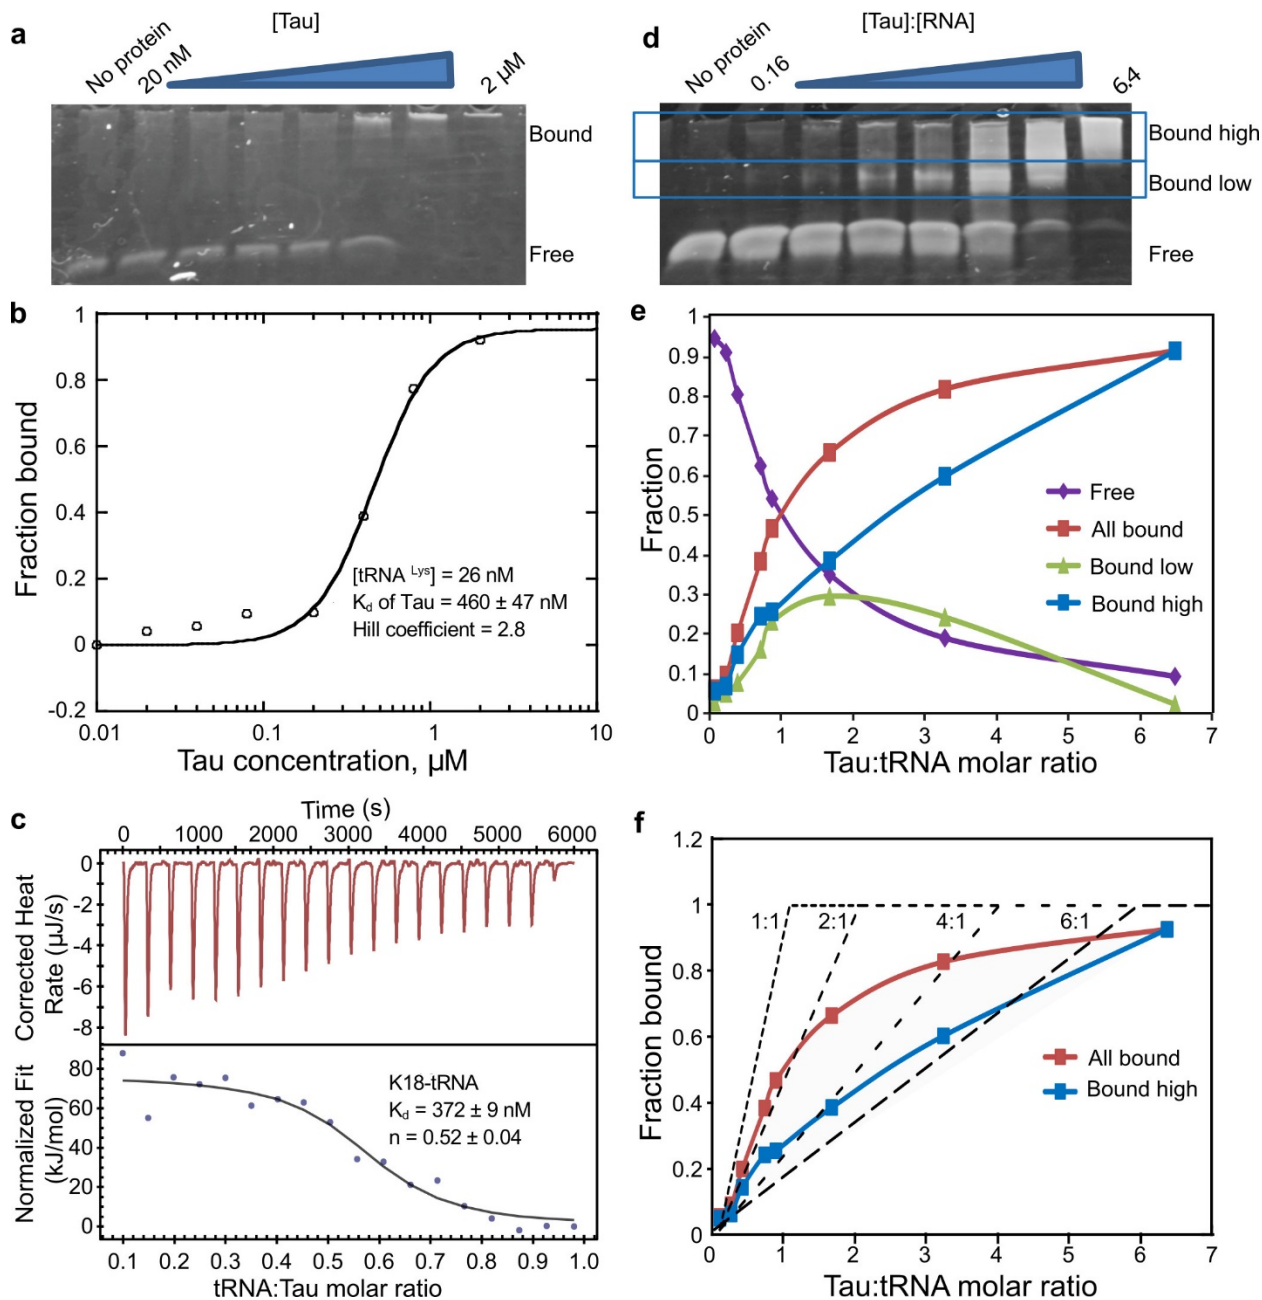 a
[Tau]
No protein
20 nM
2 µM
Bound
Free
b
1
0.8
0.6
0.4
0.2
0
-0.2
Fraction bound
[tRNA Lys] = 26 nM
Kd of Tau = 460 ± 47 nM
Hill coefficient = 2.8
0.01
0.1
1
10
Tau concentration, µM
c
Time (s)
0 1000 2000 3000 4000 5000 6000
0
-2
-4
-6
-8
Corrected Heat
Rate (µJ/s)
80
60
40
20
0
Normalized Fit
(kJ/mol)
K18-tRNA
Kd = 372 ± 9 nM
n = 0.52 ± 0.04
0.1 0.2 0.3 0.4 0.5 0.6 0.7 0.8 0.9 1.0
tRNA:Tau molar ratio
d
[Tau]:[RNA]
No protein
0.16
6.4
Bound high
Bound low
Free
e
1
0.9
0.8
0.7
0.6
0.5
0.4
0.3
0.2
0.1
0
Fraction
Free
All bound
Bound low
Bound high
0 1 2 3 4 5 6 7
Tau:tRNA molar ratio
f
1.2
1
0.8
0.6
0.4
0.2
0
Fraction bound
1:1
2:1
4:1
6:1
All bound
Bound high
0 1 2 3 4 5 6 7
Tau:tRNA molar ratio